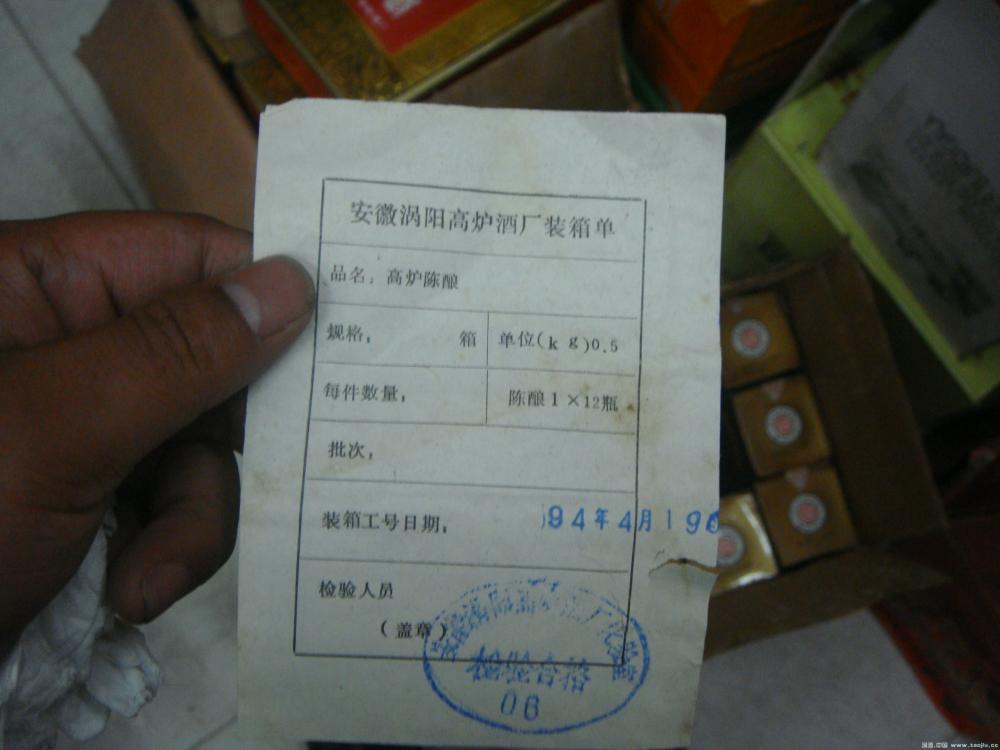 安徽涡阳高炉酒厂装箱单
品名：高炉陈酿
规格： 箱 单位(kg)0.5
每件数量： 陈酿1×12瓶
批次：
装箱工号日期： 94年4月19
检验人员
（盖章）
检验合格
06
www.taojiu.cc